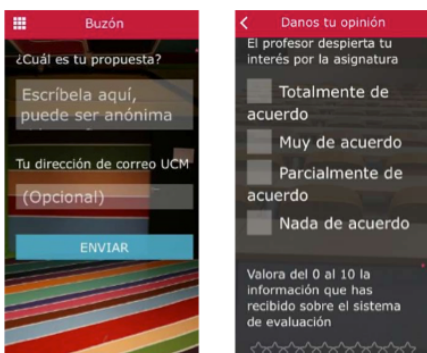 Buzón
¿Cuál es tu propuesta?
Escríbela aquí,
puede ser anónima
Tu dirección de correo UCM
(Opcional)
ENVIAR
Danos tu opinión
El profesor despierta tu
interés por la asignatura
Totalmente de
acuerdo
Muy de acuerdo
Parcialmente de
acuerdo
Nada de acuerdo
Valora del 0 al 10 la
información que has
recibido sobre el sistema
de evaluación